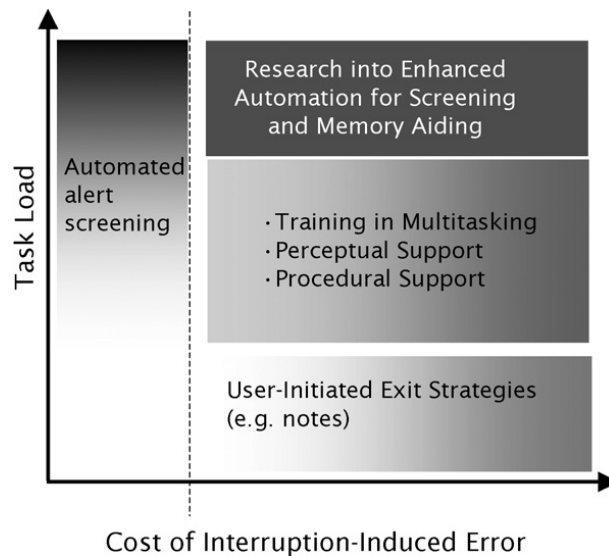 Task Load
Automated
alert
screening
Research into Enhanced
Automation for Screening
and Memory Aiding
· Training in Multitasking
· Perceptual Support
· Procedural Support
User-Initiated Exit Strategies
(e.g. notes)
Cost of Interruption-Induced Error